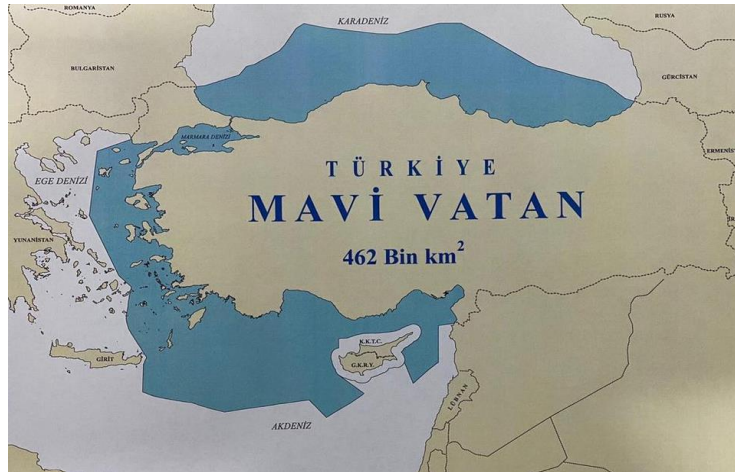 ROMANYA
KARADENİZ
RUSYA
BULGARİSTAN
GÜRCİSTAN
MARMARA DENİZİ
ERMENİS
EGE DENİZİ
TÜRKİYE
MAVİ VATAN
462 Bin km²
YUNANİSTAN
İR
GİRİT
K.K.T.C.
G.K.R.Y.
LÜBNAN
AKDENİZ